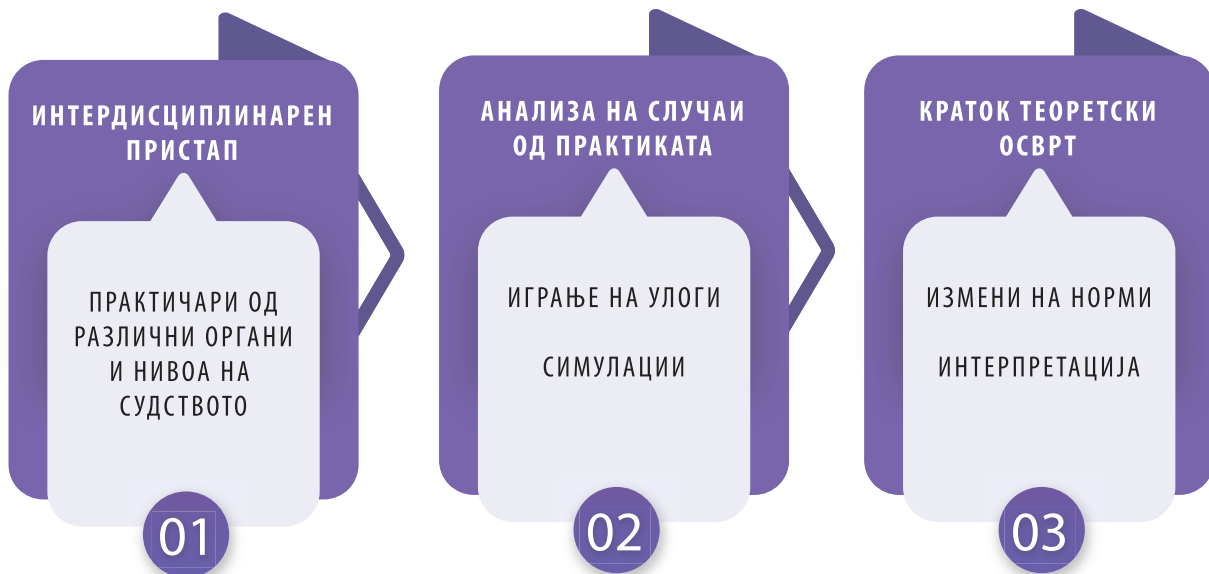 ИНТЕРДИСЦИПЛИНАРЕН
ПРИСТАП
ПРАКТИЧАРИ ОД
РАЗЛИЧНИ ОРГАНИ
И НИВОА НА
СУДСТВОТО
01
АНАЛИЗА НА СЛУЧАИ
ОД ПРАКТИКАТА
ИГРАЊЕ НА УЛОГИ
СИМУЛАЦИИ
02
КРАТОК ТЕОРЕТСКИ
ОСВРТ
ИЗМЕНИ НА НОРМИ
ИНТЕРПРЕТАЦИЈА
03